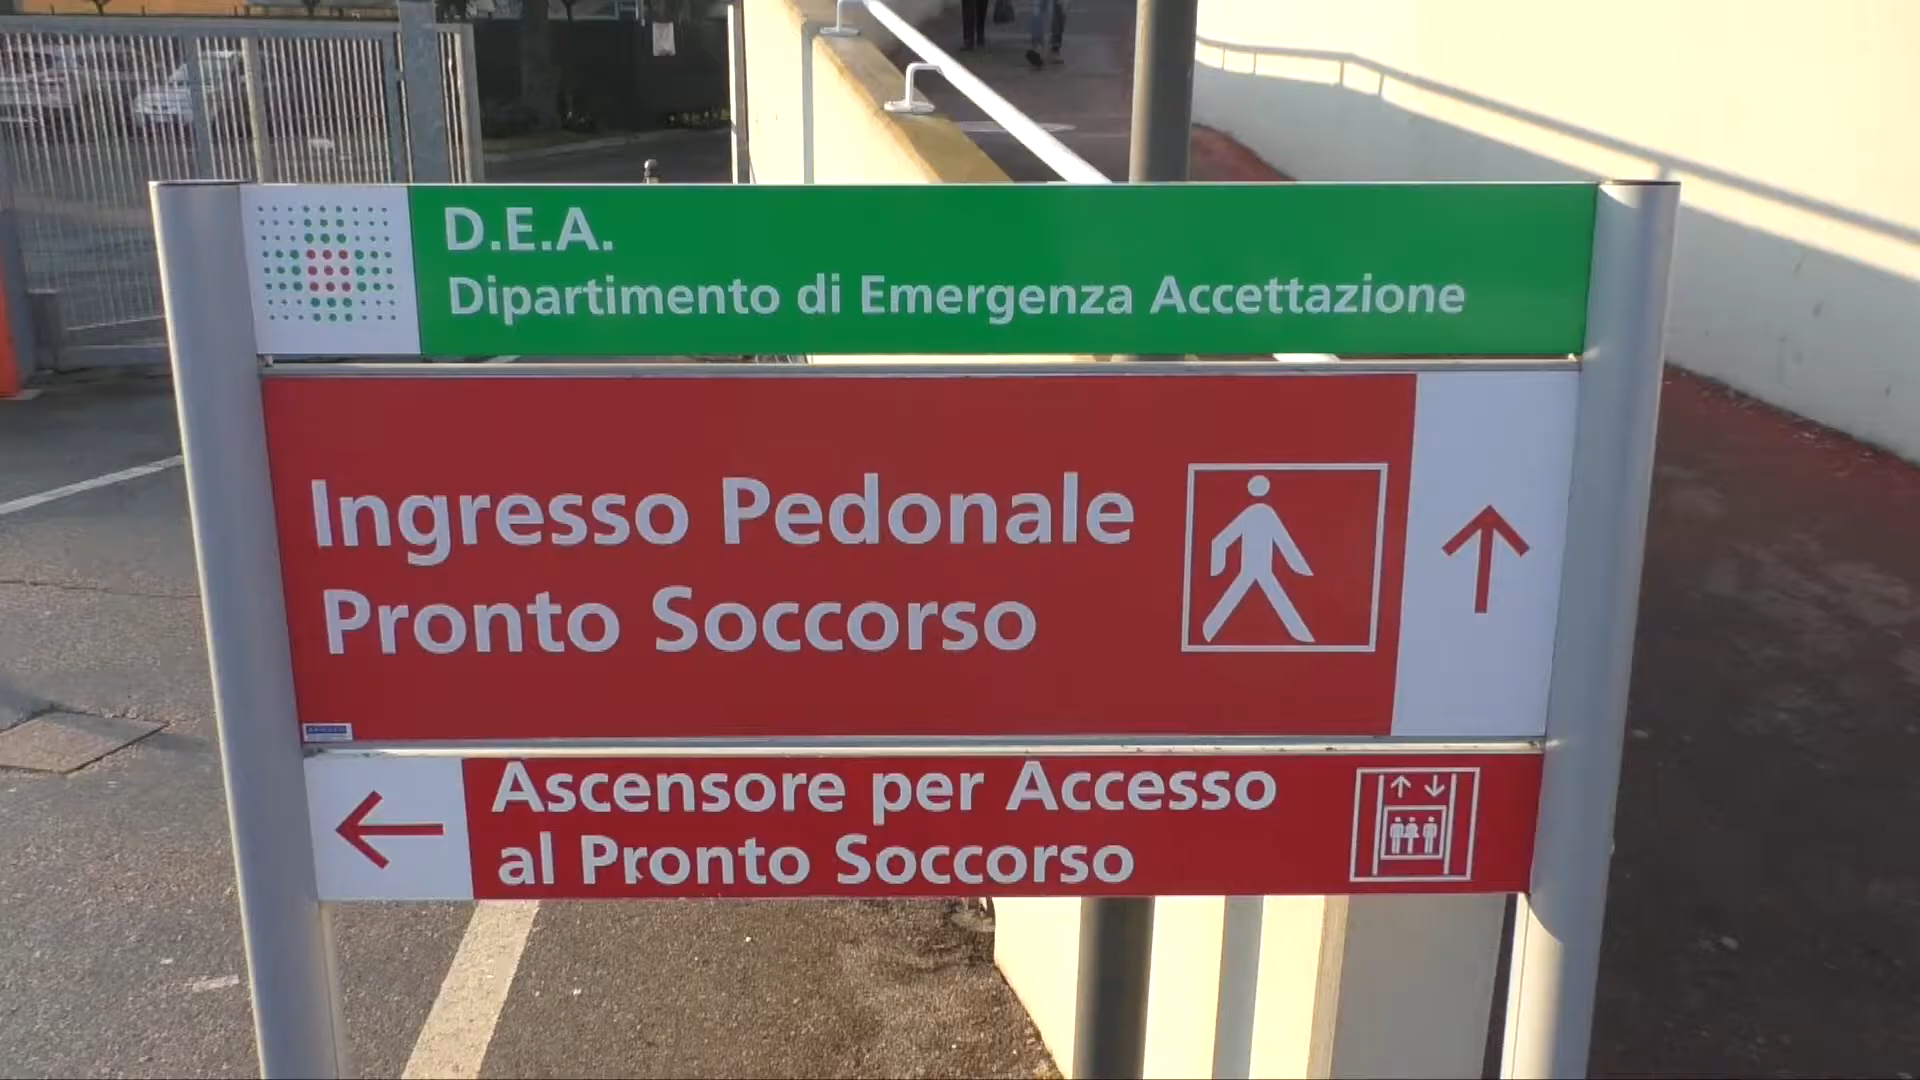 D.E.A.
Dipartimento di Emergenza Accettazione
Ingresso Pedonale
Pronto Soccorso
Ascensore per Accesso
al Pronto Soccorso